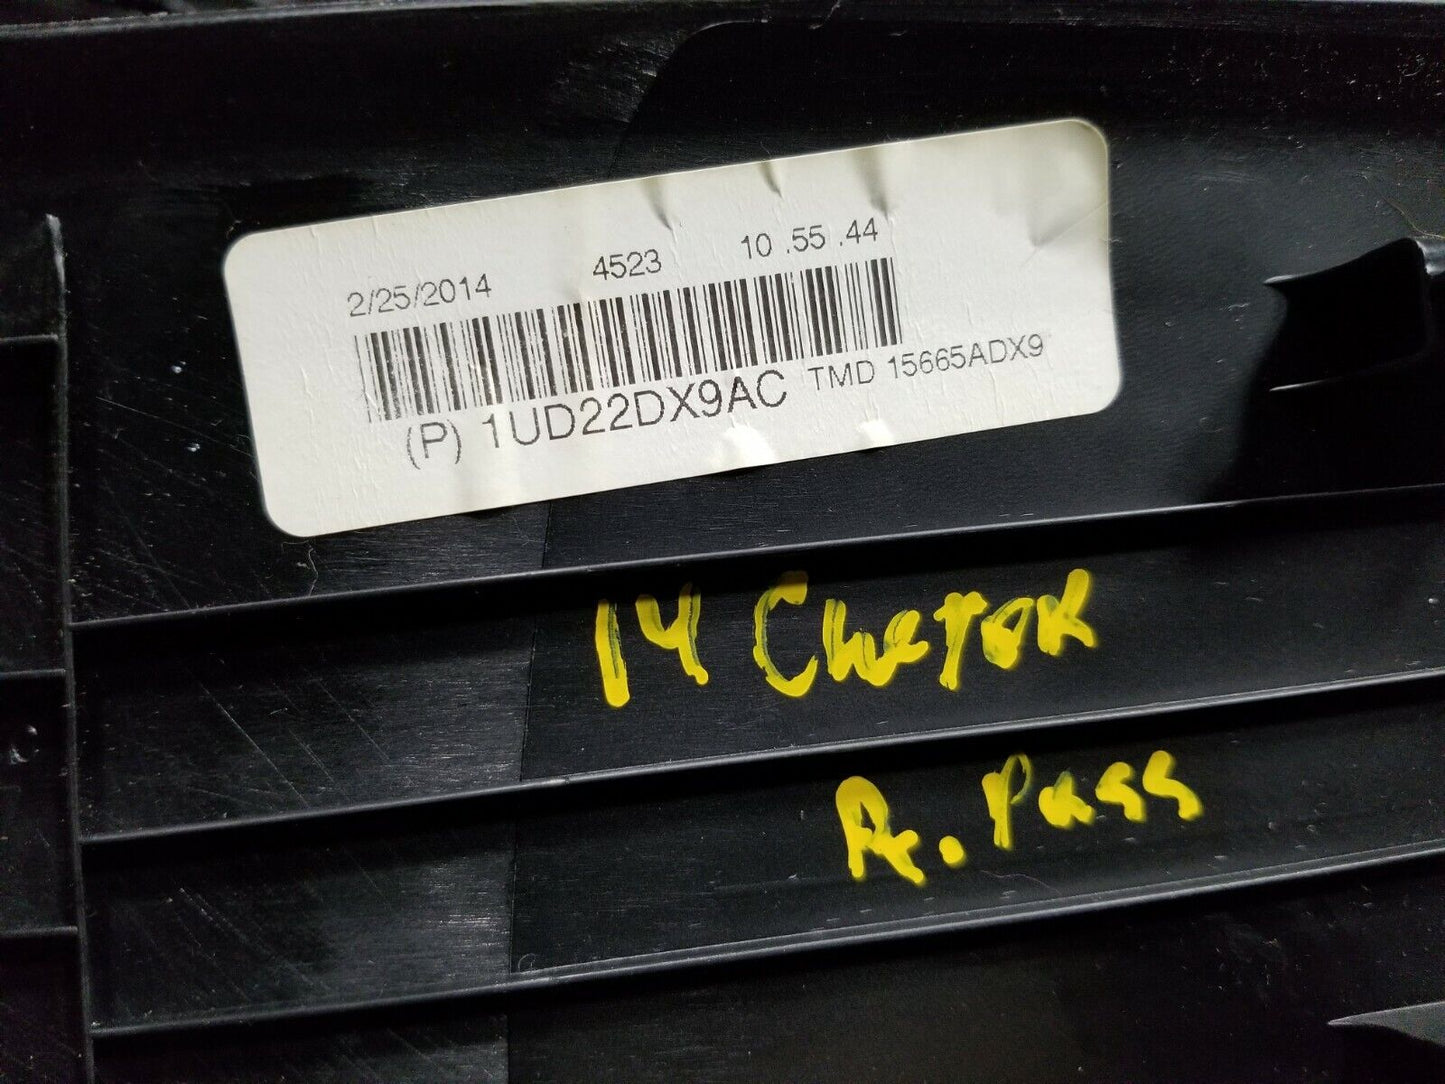 2/25/2014 4523 10 .55 .44
(P) 1UD22DX9AC TMD 15665ADX9
14 Cherok
R. Pass